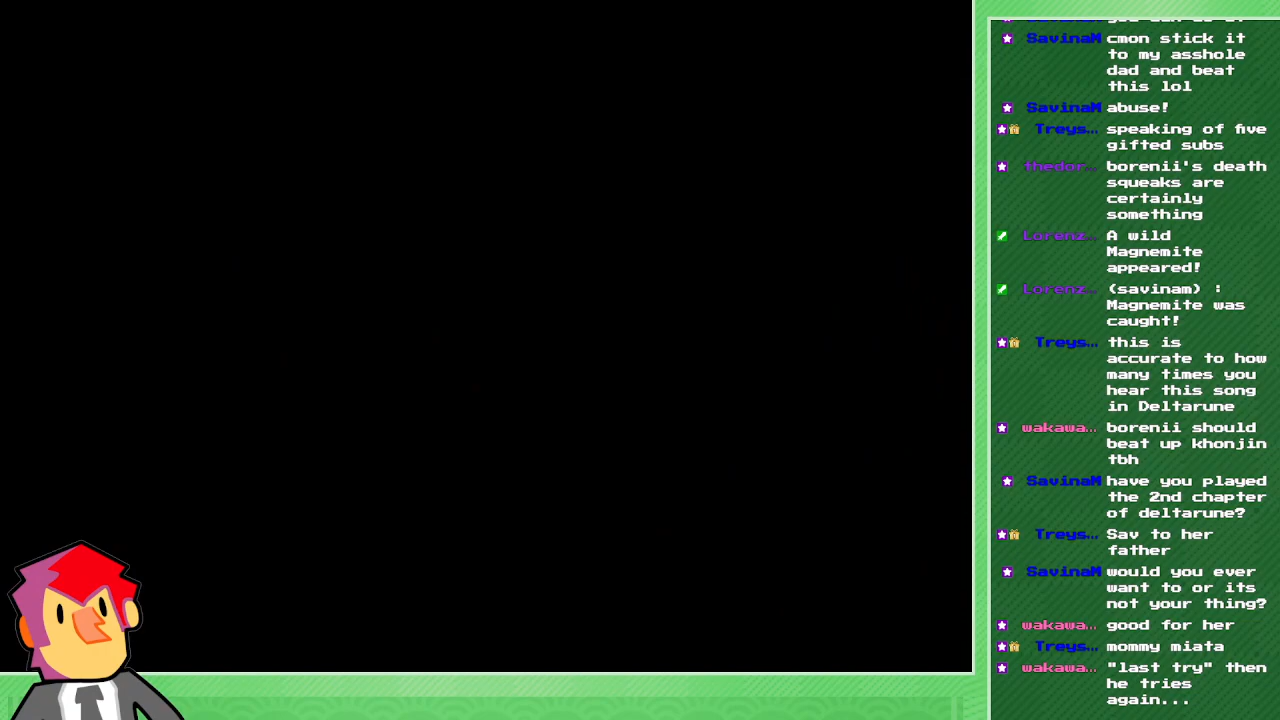 SavinaM cmon stick it
to my asshole
dad and beat
this lol
SavinaM abuse!
Treys... speaking of five
gifted subs
thedor... borenii's death
squeaks are
certainly
something
Lorenz... A wild
Magnemite
appeared!
Lorenz... (savinam) :
Magnemite was
caught!
Treys... this is
accurate to how
many times you
hear this song
in Deltarune
wakawa... borenii should
beat up khonjin
tbh
SavinaM have you played
the 2nd chapter
of deltarune?
Treys... Sav to her
father
SavinaM would you ever
want to or its
not your thing?
wakawa... good for her
Treys... mommy miata
wakawa... "last try" then
he tries
again...